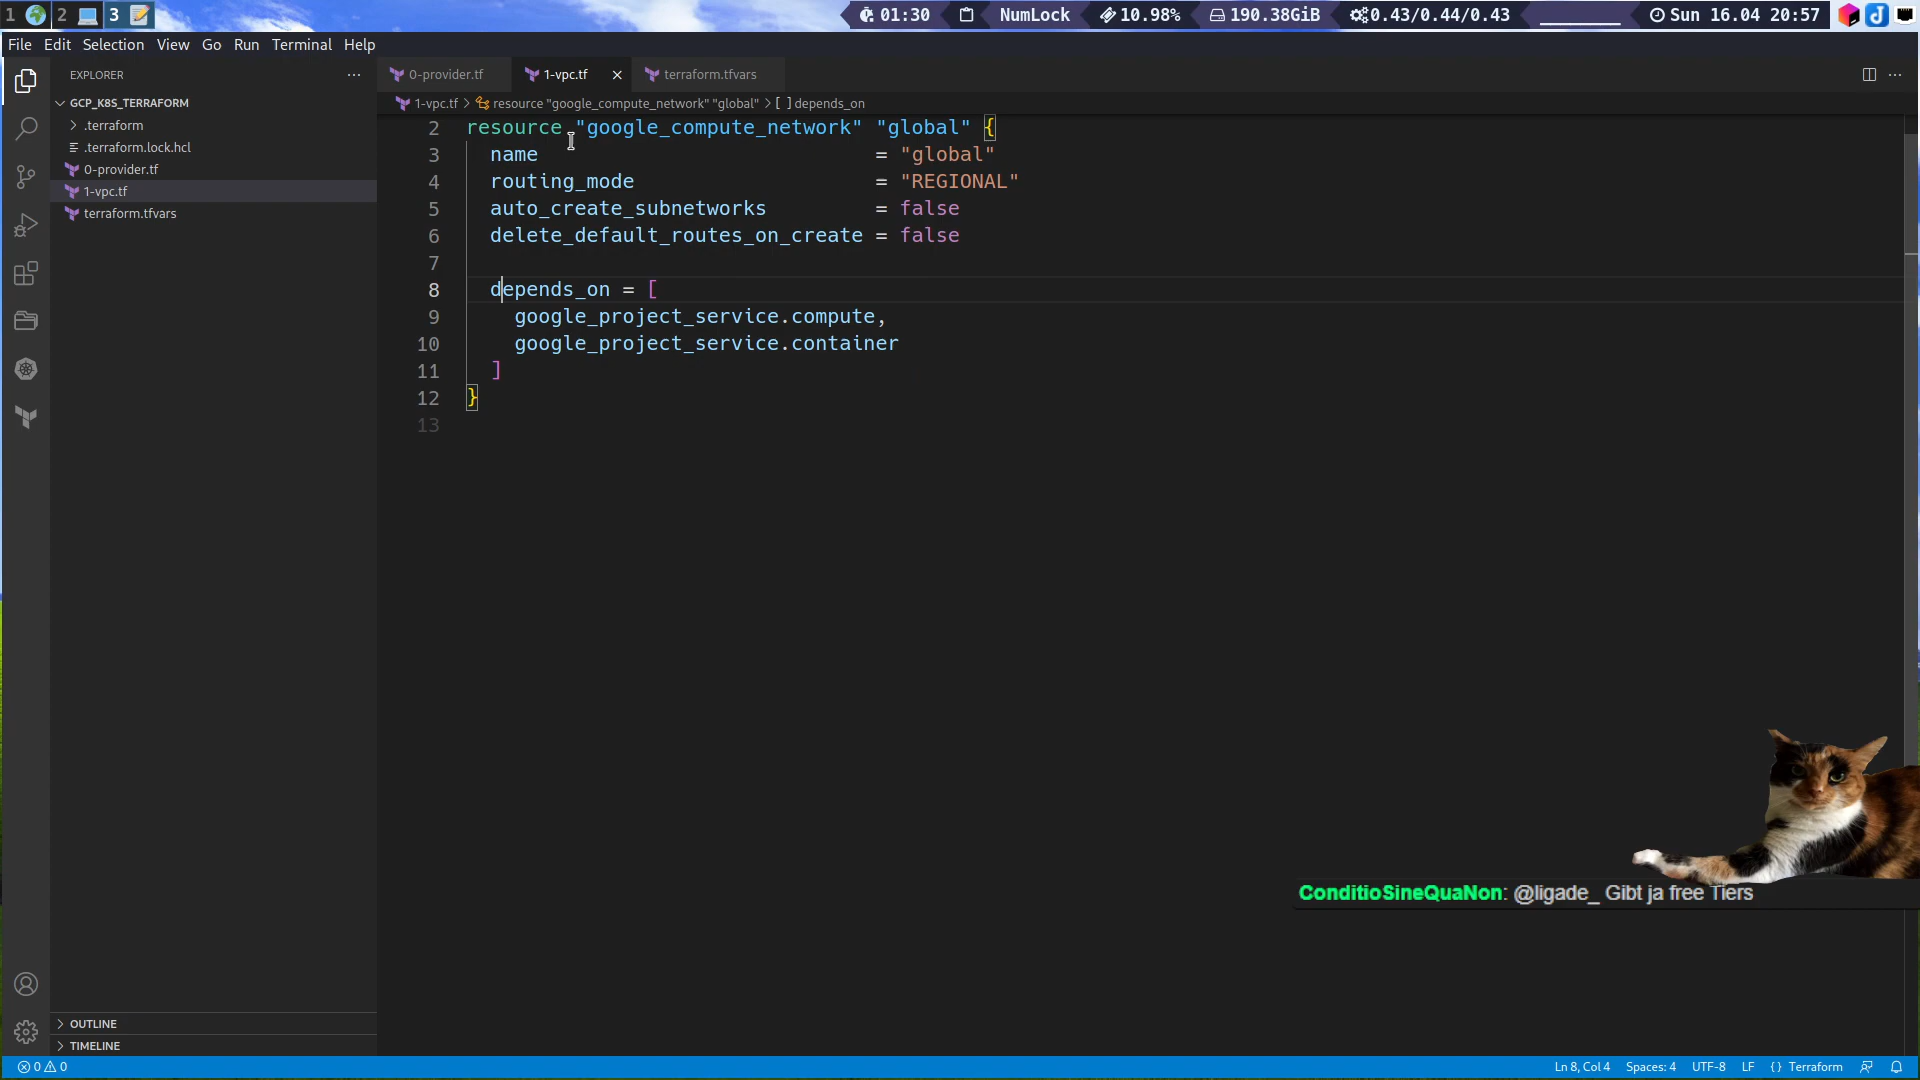 1 2 3 01:30 NumLock 10.98% 190.38GiB 0.43/0.44/0.43 Sun 16.04 20:57
File Edit Selection View Go Run Terminal Help
EXPLORER ···
0-provider.tf 1-vpc.tf × terraform.tfvars
GCP_K8S_TERRAFORM
.terraform
.terraform.lock.hcl
0-provider.tf
1-vpc.tf
terraform.tfvars
1-vpc.tf > resource "google_compute_network" "global" > [ ] depends_on
2 resource "google_compute_network" "global" {
3 name = "global"
4 routing_mode = "REGIONAL"
5 auto_create_subnetworks = false
6 delete_default_routes_on_create = false
7
8 depends_on = [
9 google_project_service.compute,
10 google_project_service.container
11 ]
12 }
13
ConditioSineQuaNon: @ligade_ Gibt ja free Tiers
OUTLINE
TIMELINE
0 0 Ln 8, Col 4 Spaces: 4 UTF-8 LF {} Terraform